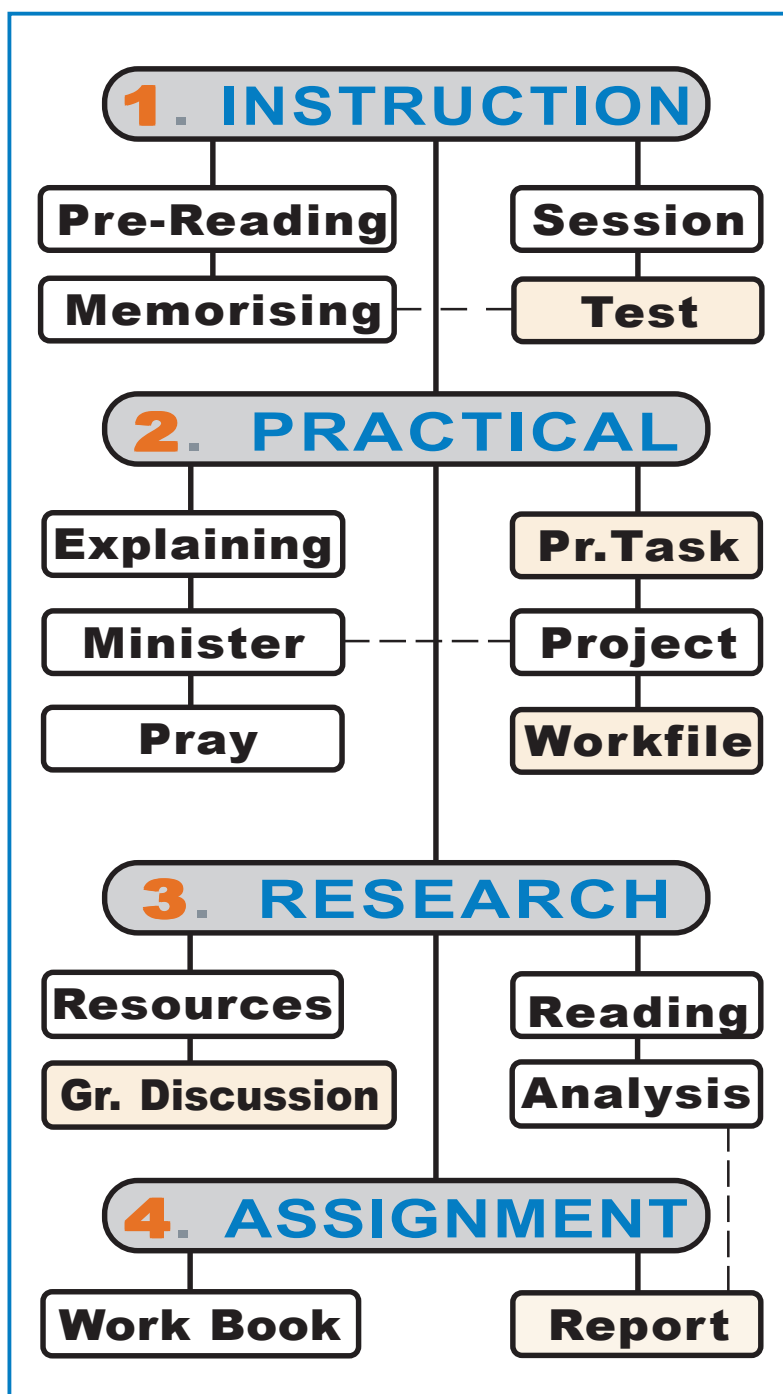 1. INSTRUCTION
Pre-Reading
Session
Memorising
Test
2. PRACTICAL
Explaining
Pr.Task
Minister
Project
Pray
Workfile
3. RESEARCH
Resources
Reading
Gr. Discussion
Analysis
4. ASSIGNMENT
Work Book
Report